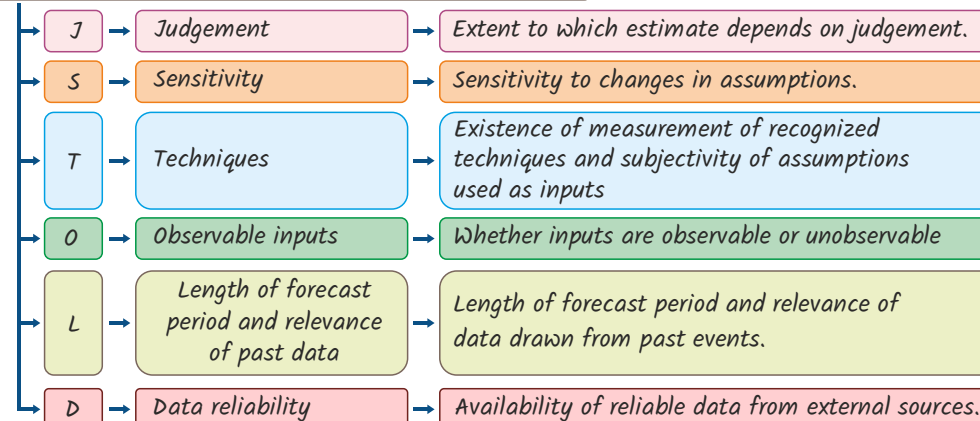 J
Judgement
Extent to which estimate depends on judgement.
S
Sensitivity
Sensitivity to changes in assumptions.
T
Techniques
Existence of measurement of recognized
techniques and subjectivity of assumptions
used as inputs
O
Observable inputs
Whether inputs are observable or unobservable
L
Length of forecast
period and relevance
of past data
Length of forecast period and relevance of
data drawn from past events.
D
Data reliability
Availability of reliable data from external sources.